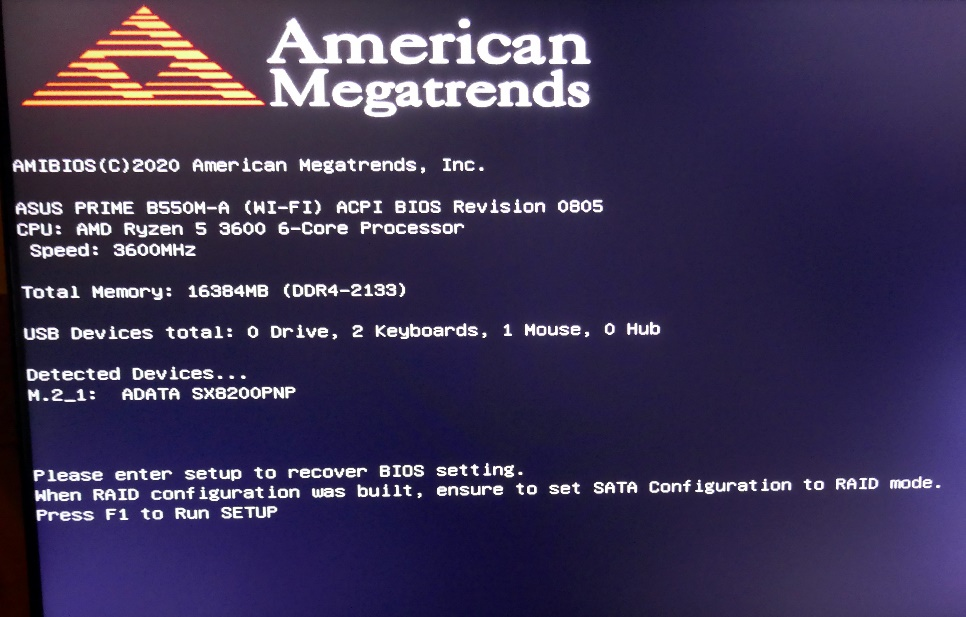 American
Megatrends
AMIBIOS(C)2020 American Megatrends, Inc.
ASUS PRIME B550M-A (WI-FI) ACPI BIOS Revision 0805
CPU: AMD Ryzen 5 3600 6-Core Processor
Speed: 3600MHz
Total Memory: 16384MB (DDR4-2133)
USB Devices total: 0 Drive, 2 Keyboards, 1 Mouse, 0 Hub
Detected Devices...
M.2_1: ADATA SX8200PNP
Please enter setup to recover BIOS setting.
When RAID configuration was built, ensure to set SATA Configuration to RAID mode.
Press F1 to Run SETUP